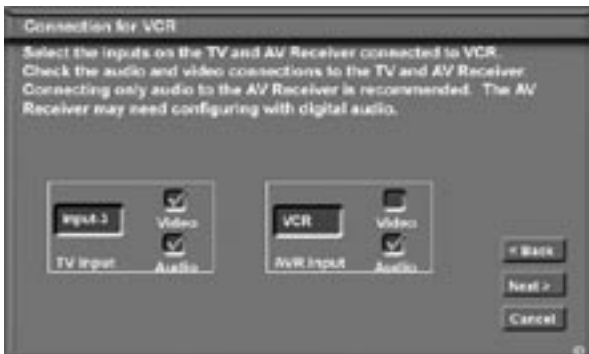 Connection for VCR
Select the inputs on the TV and AV Receiver connected to VCR.
Check the audio and video connections to the TV and AV Receiver.
Connecting only audio to the AV Receiver is recommended. The AV
Receiver may need configuring with digital audio.
Input-3
Video
TV Input
Audio
VCR
Video
AVR Input
Audio
< Back
Next >
Cancel